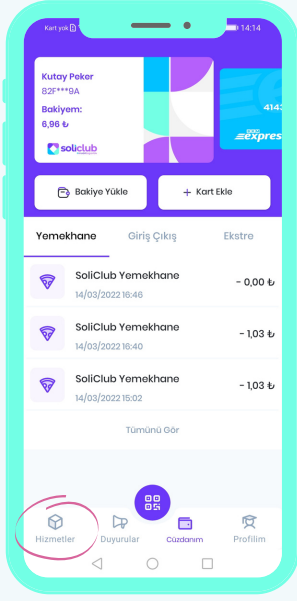 Kart yok
14:14
Kutay Peker
82F***9A
Bakiyem:
6,96 ₺
soliclub
4143
express
Bakiye Yükle
+ Kart Ekle
Yemekhane
Giriş Çıkış
Ekstre
SoliClub Yemekhane
- 0,00 ₺
14/03/2022 16:46
SoliClub Yemekhane
- 1,03 ₺
14/03/2022 16:40
SoliClub Yemekhane
- 1,03 ₺
14/03/2022 15:02
Tümünü Gör
Hizmetler
Duyurular
Cüzdanım
Profilim